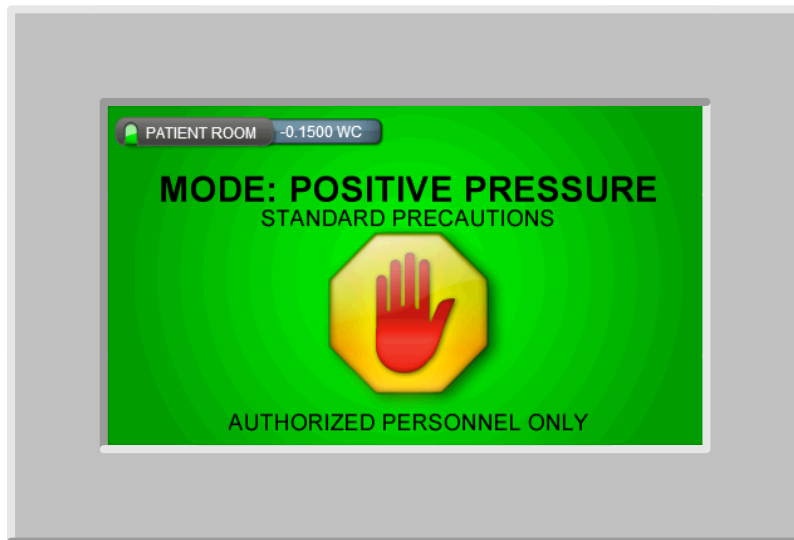 PATIENT ROOM -0.1500 WC
MODE: POSITIVE PRESSURE
STANDARD PRECAUTIONS
AUTHORIZED PERSONNEL ONLY